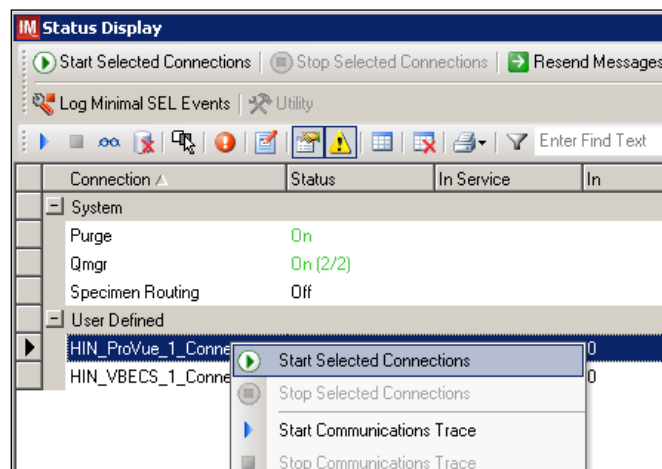 IM Status Display
Start Selected Connections Stop Selected Connections Resend Messages
Log Minimal SEL Events Utility
Enter Find Text
Connection Status In Service In
System
Purge On
Qmgr On (2/2)
Specimen Routing Off
User Defined
HIN_ProVue_1_Conne 0
Start Selected Connections
HIN_VBECS_1_Conne 0
Stop Selected Connections
Start Communications Trace
Stop Communications Trace